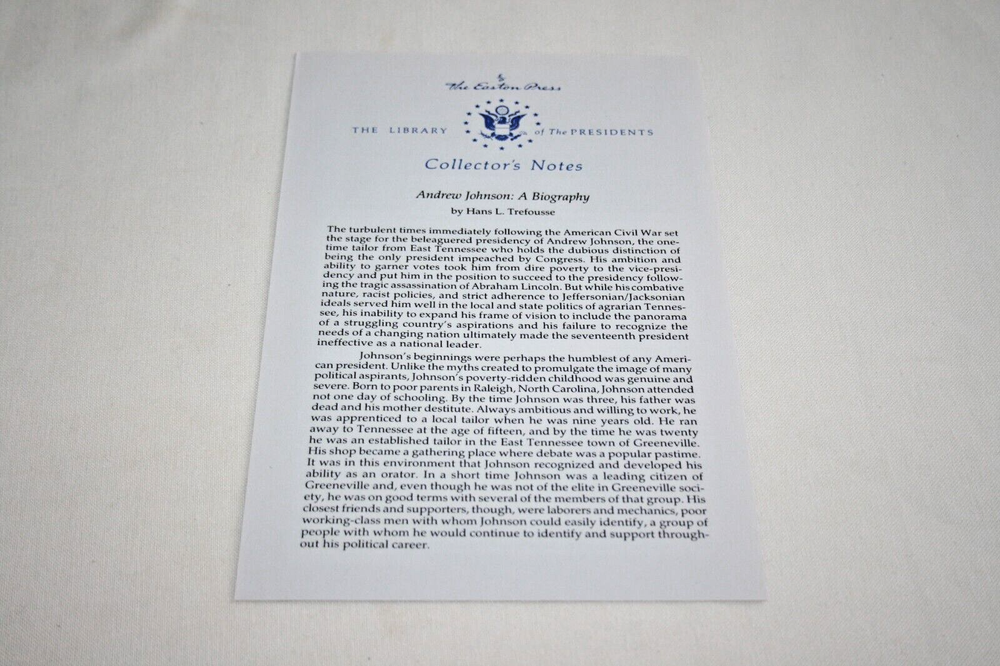 The Easton Press
THE LIBRARY of The PRESIDENTS
Collector's Notes
Andrew Johnson: A Biography
by Hans L. Trefousse
The turbulent times immediately following the American Civil War set
the stage for the beleaguered presidency of Andrew Johnson, the one-
time tailor from East Tennessee who holds the dubious distinction of
being the only president impeached by Congress. His ambition and
ability to garner votes took him from dire poverty to the vice-presi-
dency and put him in the position to succeed to the presidency follow-
ing the tragic assassination of Abraham Lincoln. But while his combative
nature, racist policies, and strict adherence to Jeffersonian/Jacksonian
ideals served him well in the local and state politics of agrarian Tennes-
see, his inability to expand his frame of vision to include the panorama
of a struggling country's aspirations and his failure to recognize the
needs of a changing nation ultimately made the seventeenth president
ineffective as a national leader.
Johnson's beginnings were perhaps the humblest of any Ameri-
can president. Unlike the myths created to promulgate the image of many
political aspirants, Johnson's poverty-ridden childhood was genuine and
severe. Born to poor parents in Raleigh, North Carolina, Johnson attended
not one day of schooling. By the time Johnson was three, his father was
dead and his mother destitute. Always ambitious and willing to work, he
was apprenticed to a local tailor when he was nine years old. He ran
away to Tennessee at the age of fifteen, and by the time he was twenty
he was an established tailor in the East Tennessee town of Greeneville.
His shop became a gathering place where debate was a popular pastime.
It was in this environment that Johnson recognized and developed his
ability as an orator. In a short time Johnson was a leading citizen of
Greeneville and, even though he was not of the elite in Greeneville soci-
ety, he was on good terms with several of the members of that group. His
closest friends and supporters, though, were laborers and mechanics, poor
working-class men with whom Johnson could easily identify, a group of
people with whom he would continue to identify and support through-
out his political career.